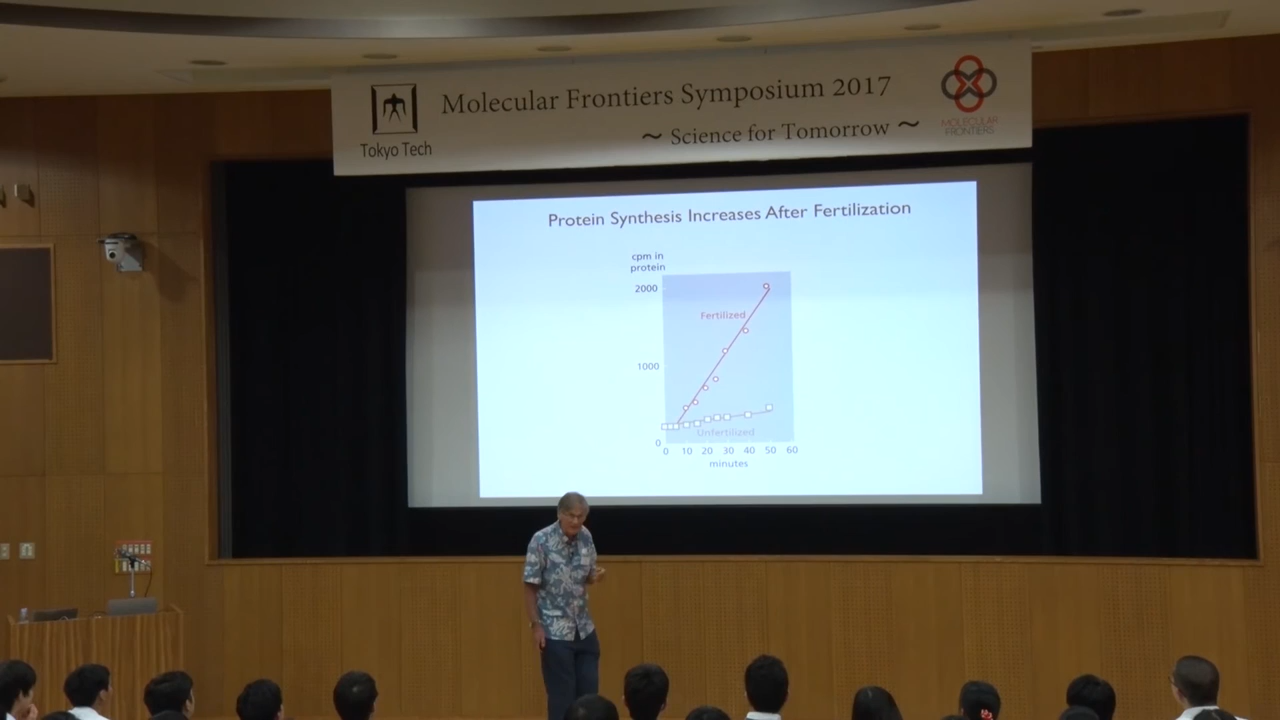 Molecular Frontiers Symposium 2017
~ Science for Tomorrow ~
Tokyo Tech
MOLECULAR
FRONTIERS
Protein Synthesis Increases After Fertilization
cpm in
protein
2000
Fertilized
1000
Unfertilized
0
0 10 20 30 40 50 60
minutes